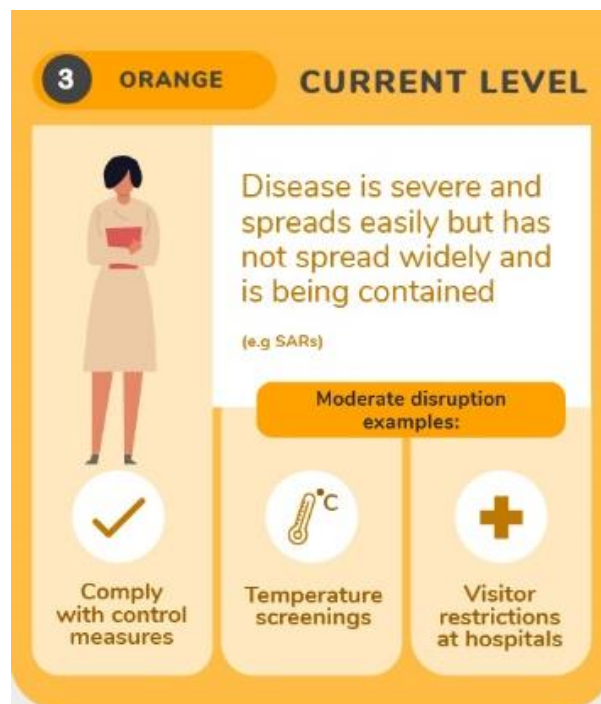 3 ORANGE CURRENT LEVEL
Disease is severe and
spreads easily but has
not spread widely and
is being contained
(e.g SARs)
Moderate disruption
examples:
°C
Comply
with control
measures
Temperature
screenings
Visitor
restrictions
at hospitals